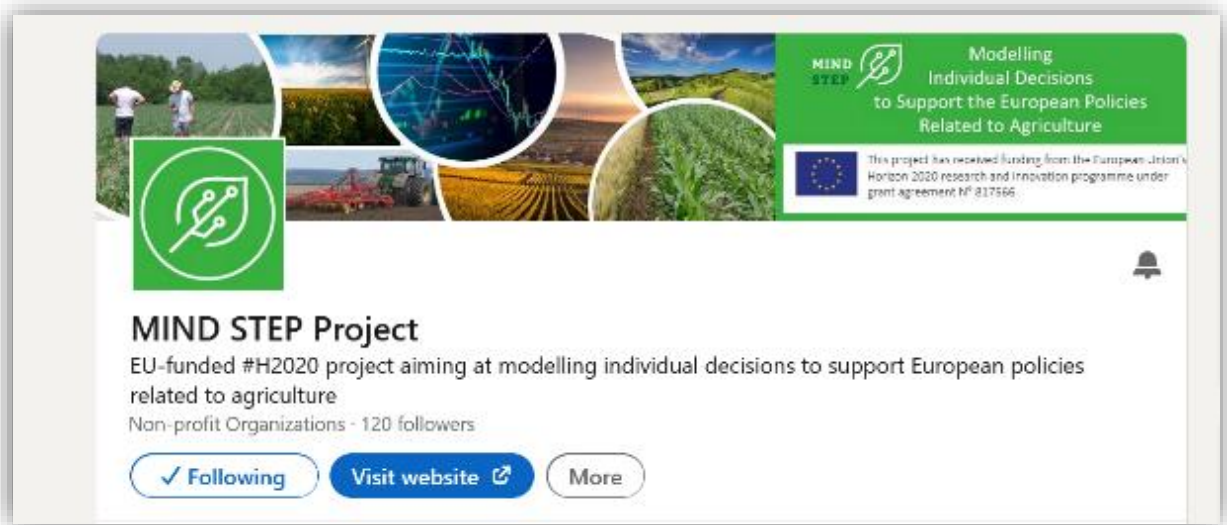 MIND
STEP
Modelling
Individual Decisions
to Support the European Policies
Related to Agriculture
This project has received funding from the European Union's
Horizon 2020 research and innovation programme under
grant agreement Nº 817566
MIND STEP Project
EU-funded #H2020 project aiming at modelling individual decisions to support European policies
related to agriculture
Non-profit Organizations · 120 followers
Following
Visit website
More